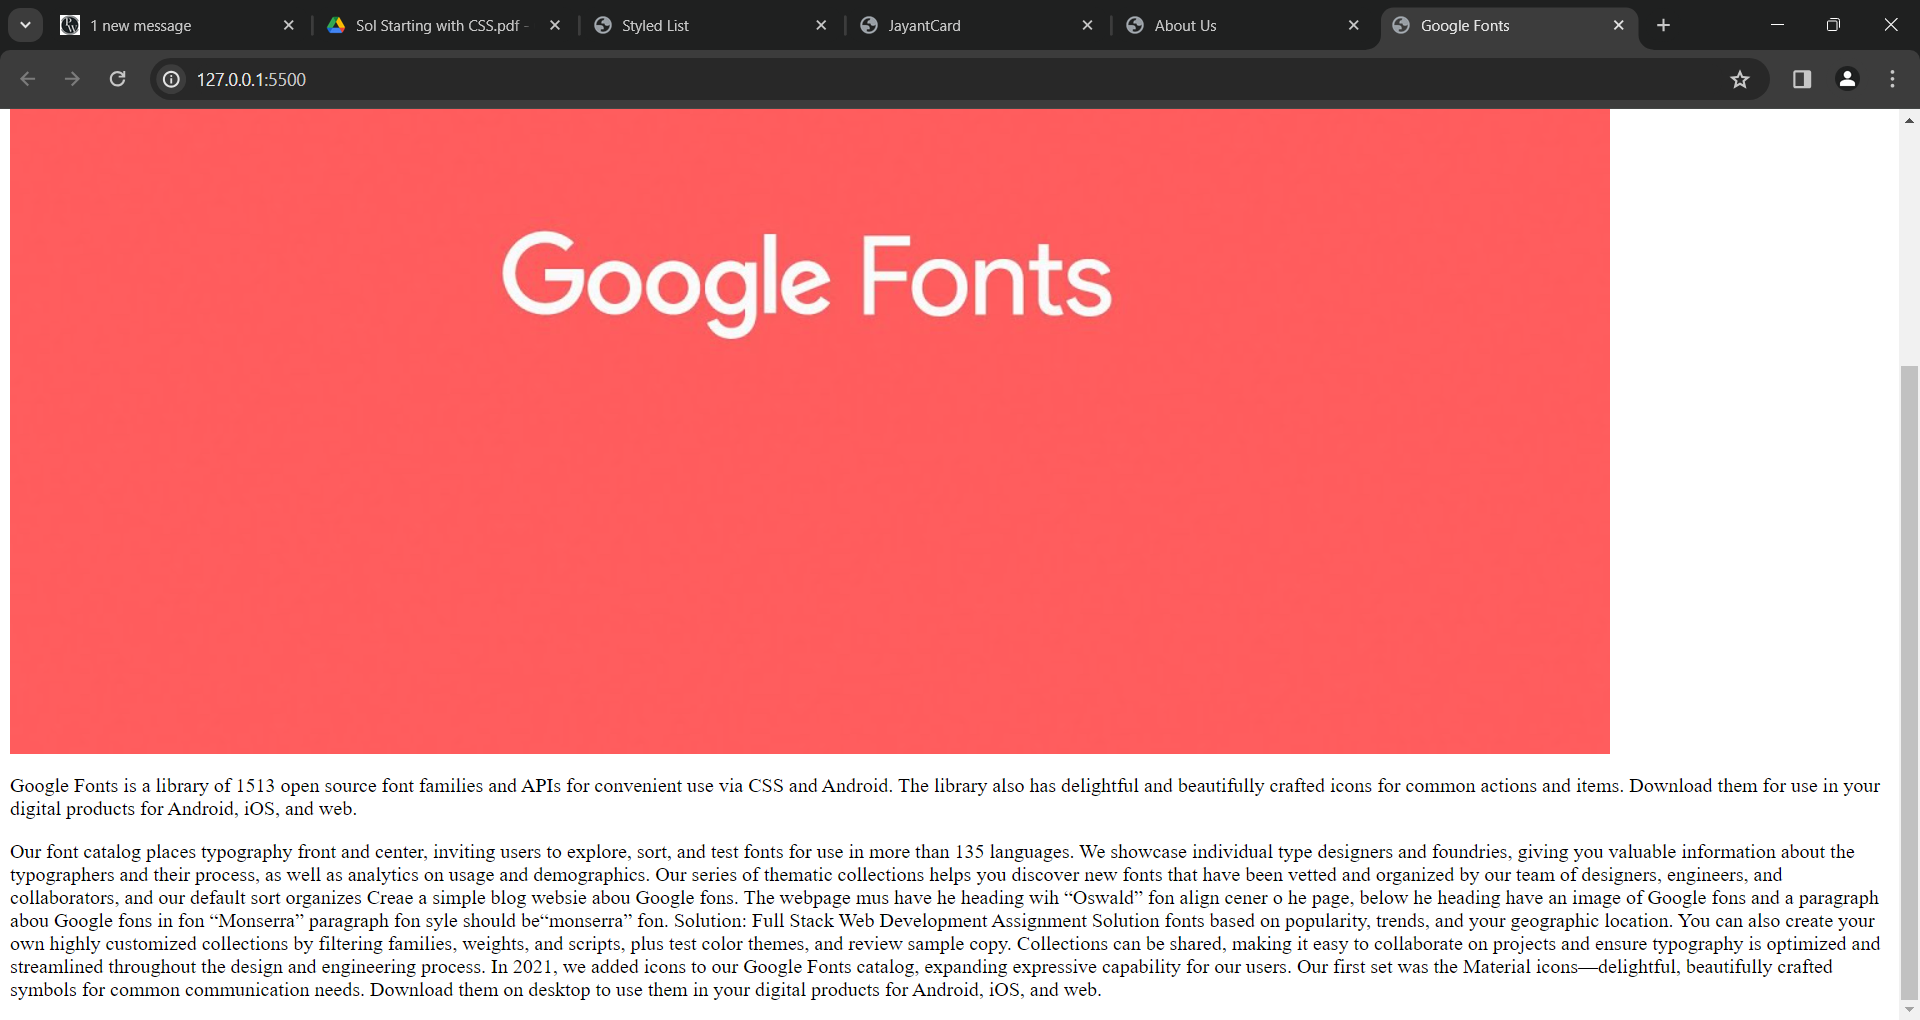 1 new message
Sol Starting with CSS.pdf -
Styled List
JayantCard
About Us
Google Fonts
127.0.0.1:5500
Google Fonts
Google Fonts is a library of 1513 open source font families and APIs for convenient use via CSS and Android. The library also has delightful and beautifully crafted icons for common actions and items. Download them for use in your
digital products for Android, iOS, and web.
Our font catalog places typography front and center, inviting users to explore, sort, and test fonts for use in more than 135 languages. We showcase individual type designers and foundries, giving you valuable information about the
typographers and their process, as well as analytics on usage and demographics. Our series of thematic collections helps you discover new fonts that have been vetted and organized by our team of designers, engineers, and
collaborators, and our default sort organizes Creae a simple blog websie abou Google fons. The webpage mus have he heading wih “Oswald” fon align cener o he page, below he heading have an image of Google fons and a paragraph
abou Google fons in fon “Monserra” paragraph fon syle should be“monserra” fon. Solution: Full Stack Web Development Assignment Solution fonts based on popularity, trends, and your geographic location. You can also create your
own highly customized collections by filtering families, weights, and scripts, plus test color themes, and review sample copy. Collections can be shared, making it easy to collaborate on projects and ensure typography is optimized and
streamlined throughout the design and engineering process. In 2021, we added icons to our Google Fonts catalog, expanding expressive capability for our users. Our first set was the Material icons—delightful, beautifully crafted
symbols for common communication needs. Download them on desktop to use them in your digital products for Android, iOS, and web.